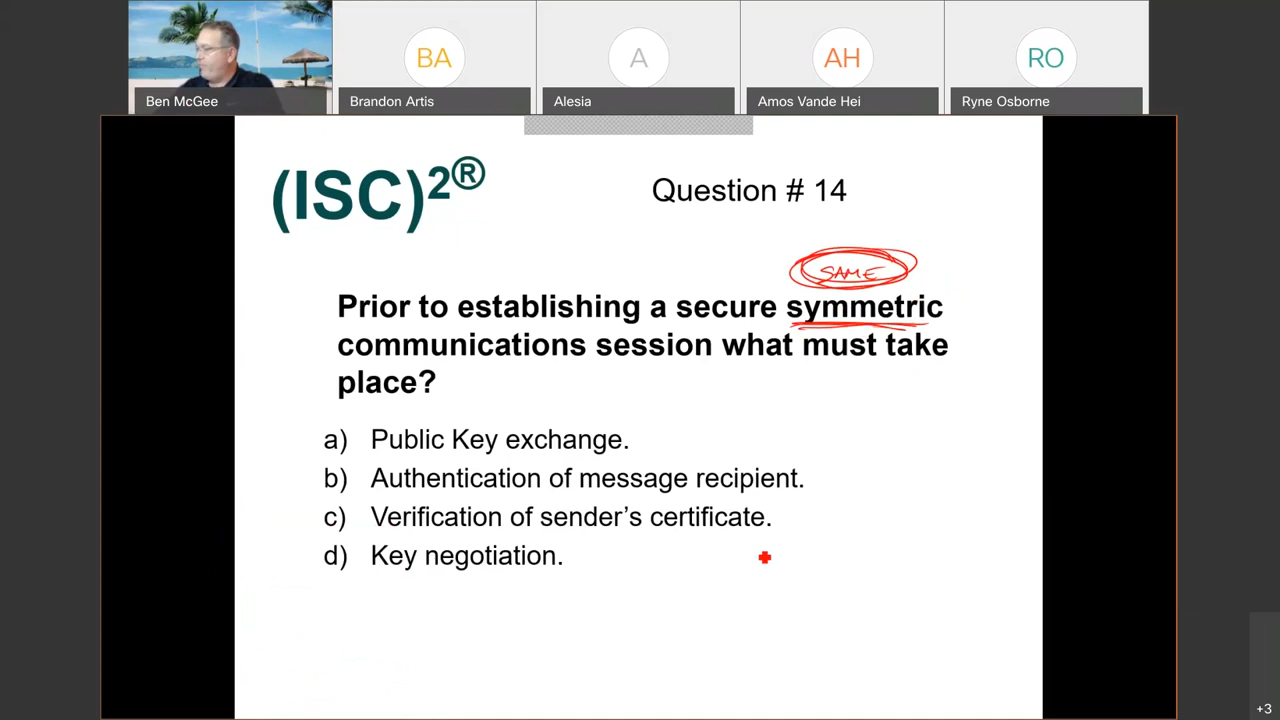 BA
A
AH
RO
Ben McGee
Brandon Artis
Alesia
Amos Vande Hei
Ryne Osborne
(ISC)²®
Question # 14
SAME
Prior to establishing a secure symmetric
communications session what must take
place?
a) Public Key exchange.
b) Authentication of message recipient.
c) Verification of sender’s certificate.
d) Key negotiation.
+3